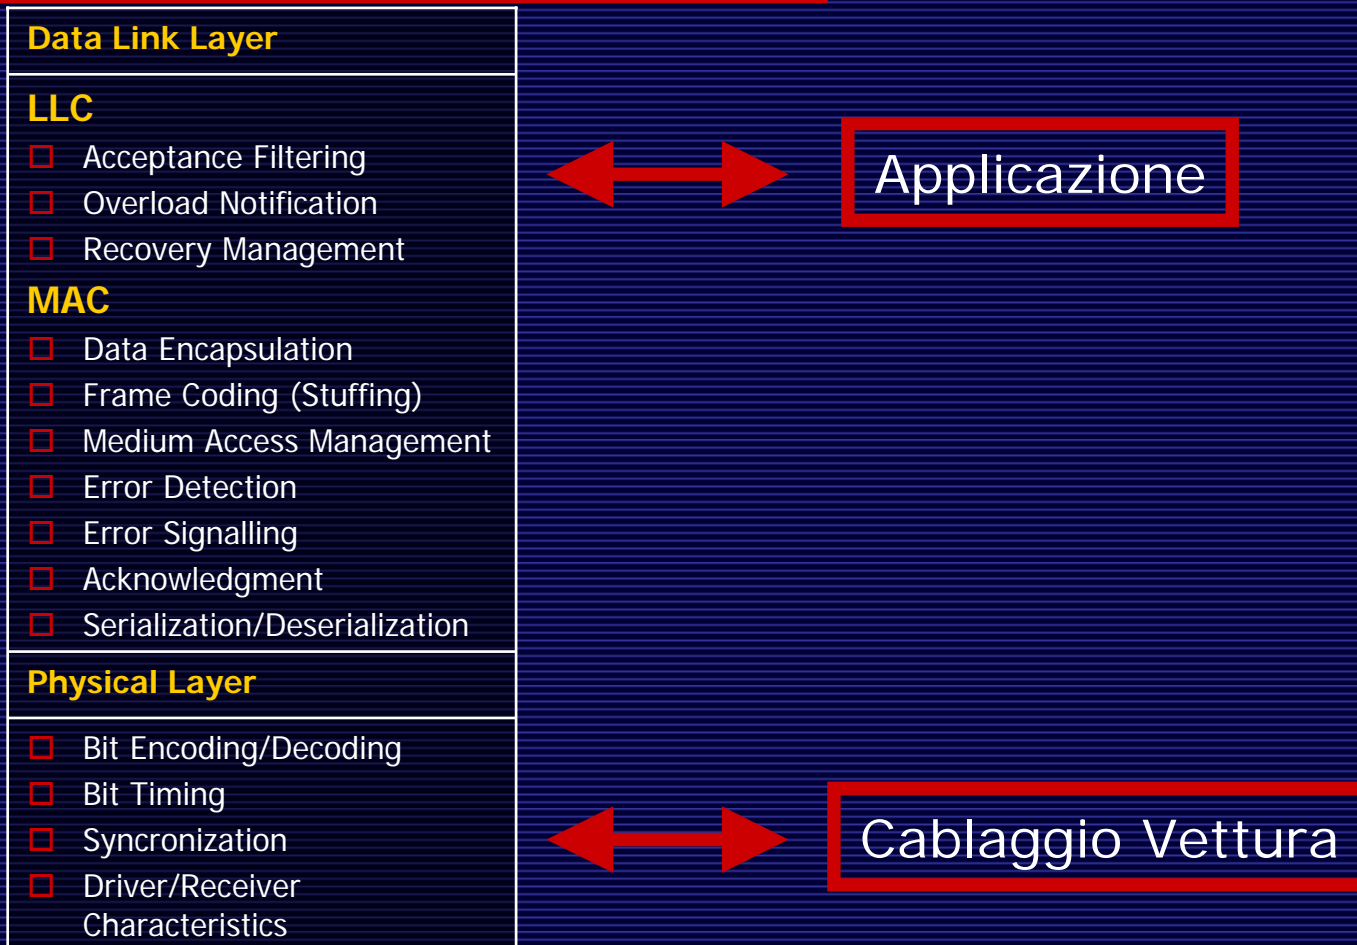 Data Link Layer
LLC
Acceptance Filtering
Overload Notification
Recovery Management
MAC
Data Encapsulation
Frame Coding (Stuffing)
Medium Access Management
Error Detection
Error Signalling
Acknowledgment
Serialization/Deserialization
Physical Layer
Bit Encoding/Decoding
Bit Timing
Syncronization
Driver/Receiver
Characteristics
Applicazione
Cablaggio Vettura